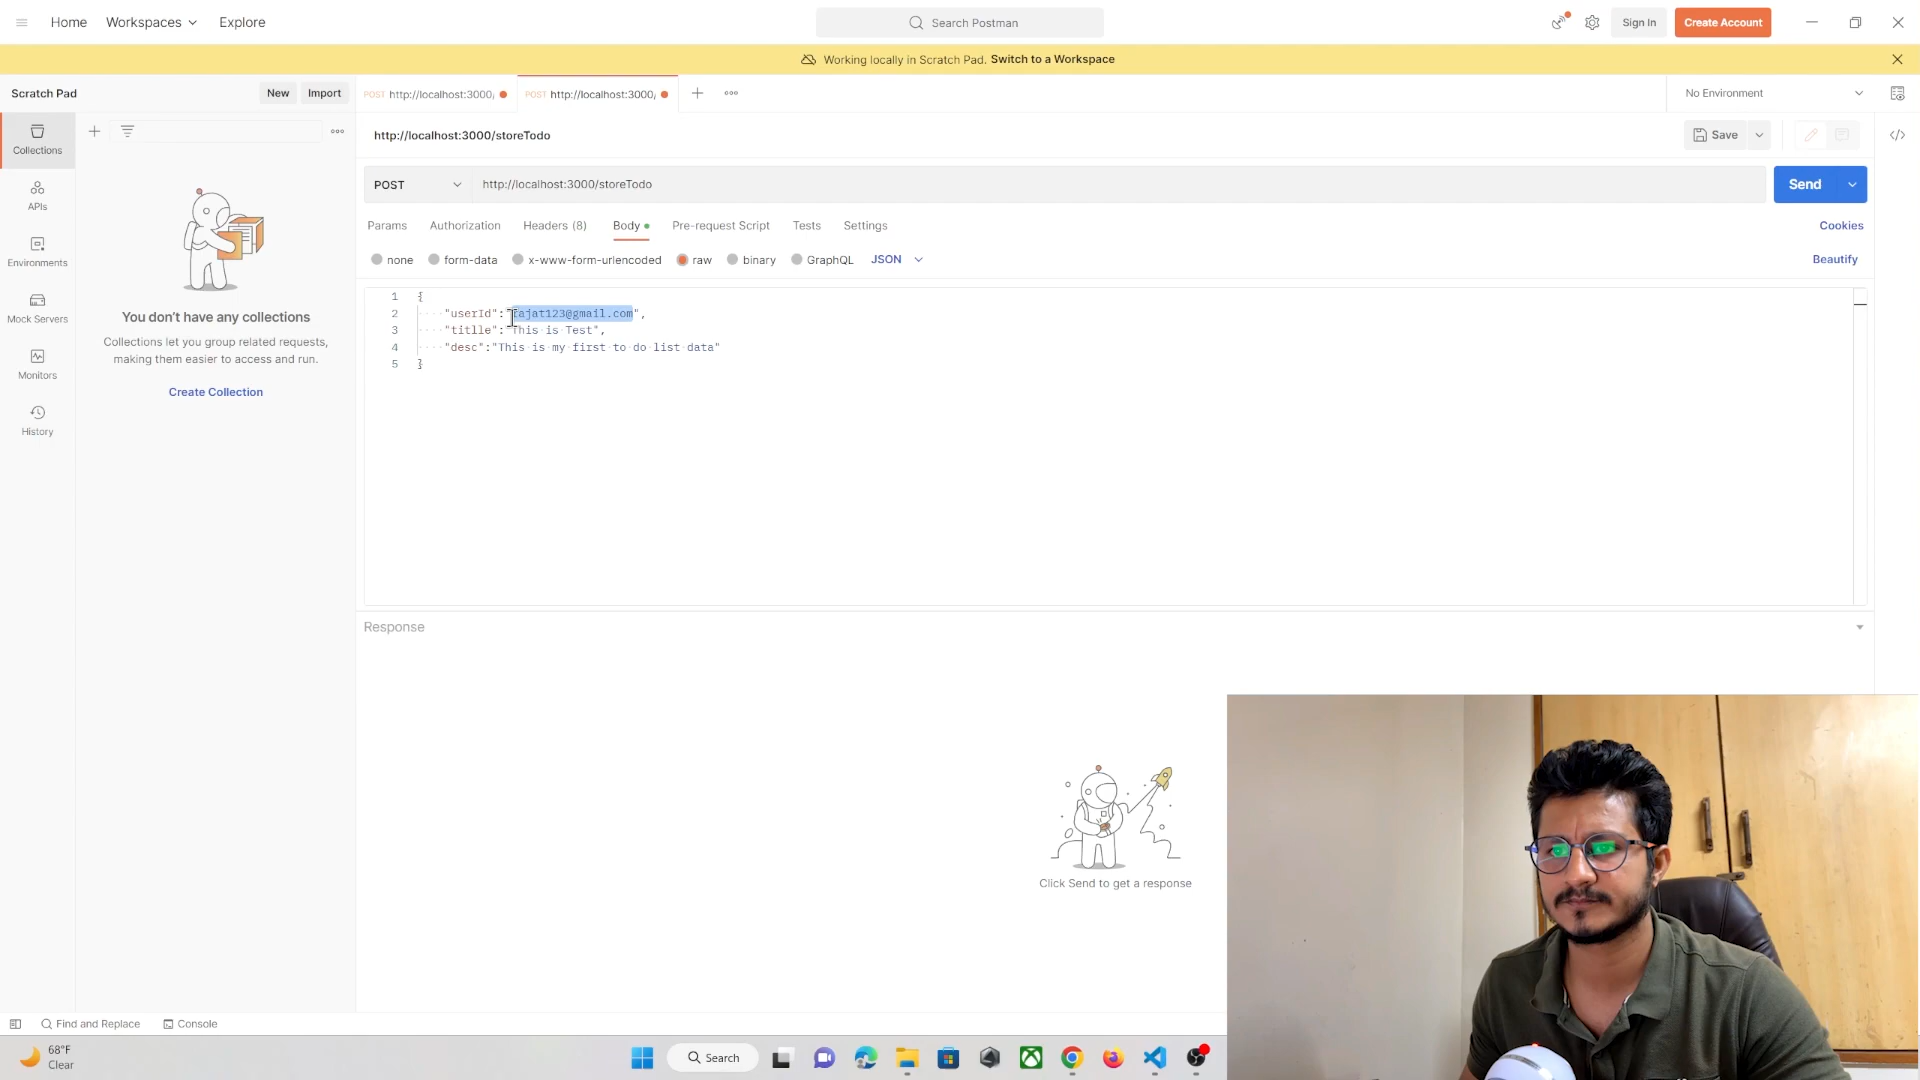 Home Workspaces Explore Search Postman Sign In Create Account
Working locally in Scratch Pad. Switch to a Workspace
Scratch Pad New Import POST http://localhost:3000/ POST http://localhost:3000/ No Environment
Collections
APIs
Environments
Mock Servers
Monitors
History
You don't have any collections
Collections let you group related requests,
making them easier to access and run.
Create Collection
http://localhost:3000/storeTodo Save
POST http://localhost:3000/storeTodo Send
Params Authorization Headers (8) Body Pre-request Script Tests Settings Cookies
none form-data x-www-form-urlencoded raw binary GraphQL JSON Beautify
1 {
2 "userId":"rajat123@gmail.com",
3 "titlle":"This is Test",
4 "desc":"This is my first to do list data"
5 }
Response
Click Send to get a response
Find and Replace Console
68°F
Clear
Search